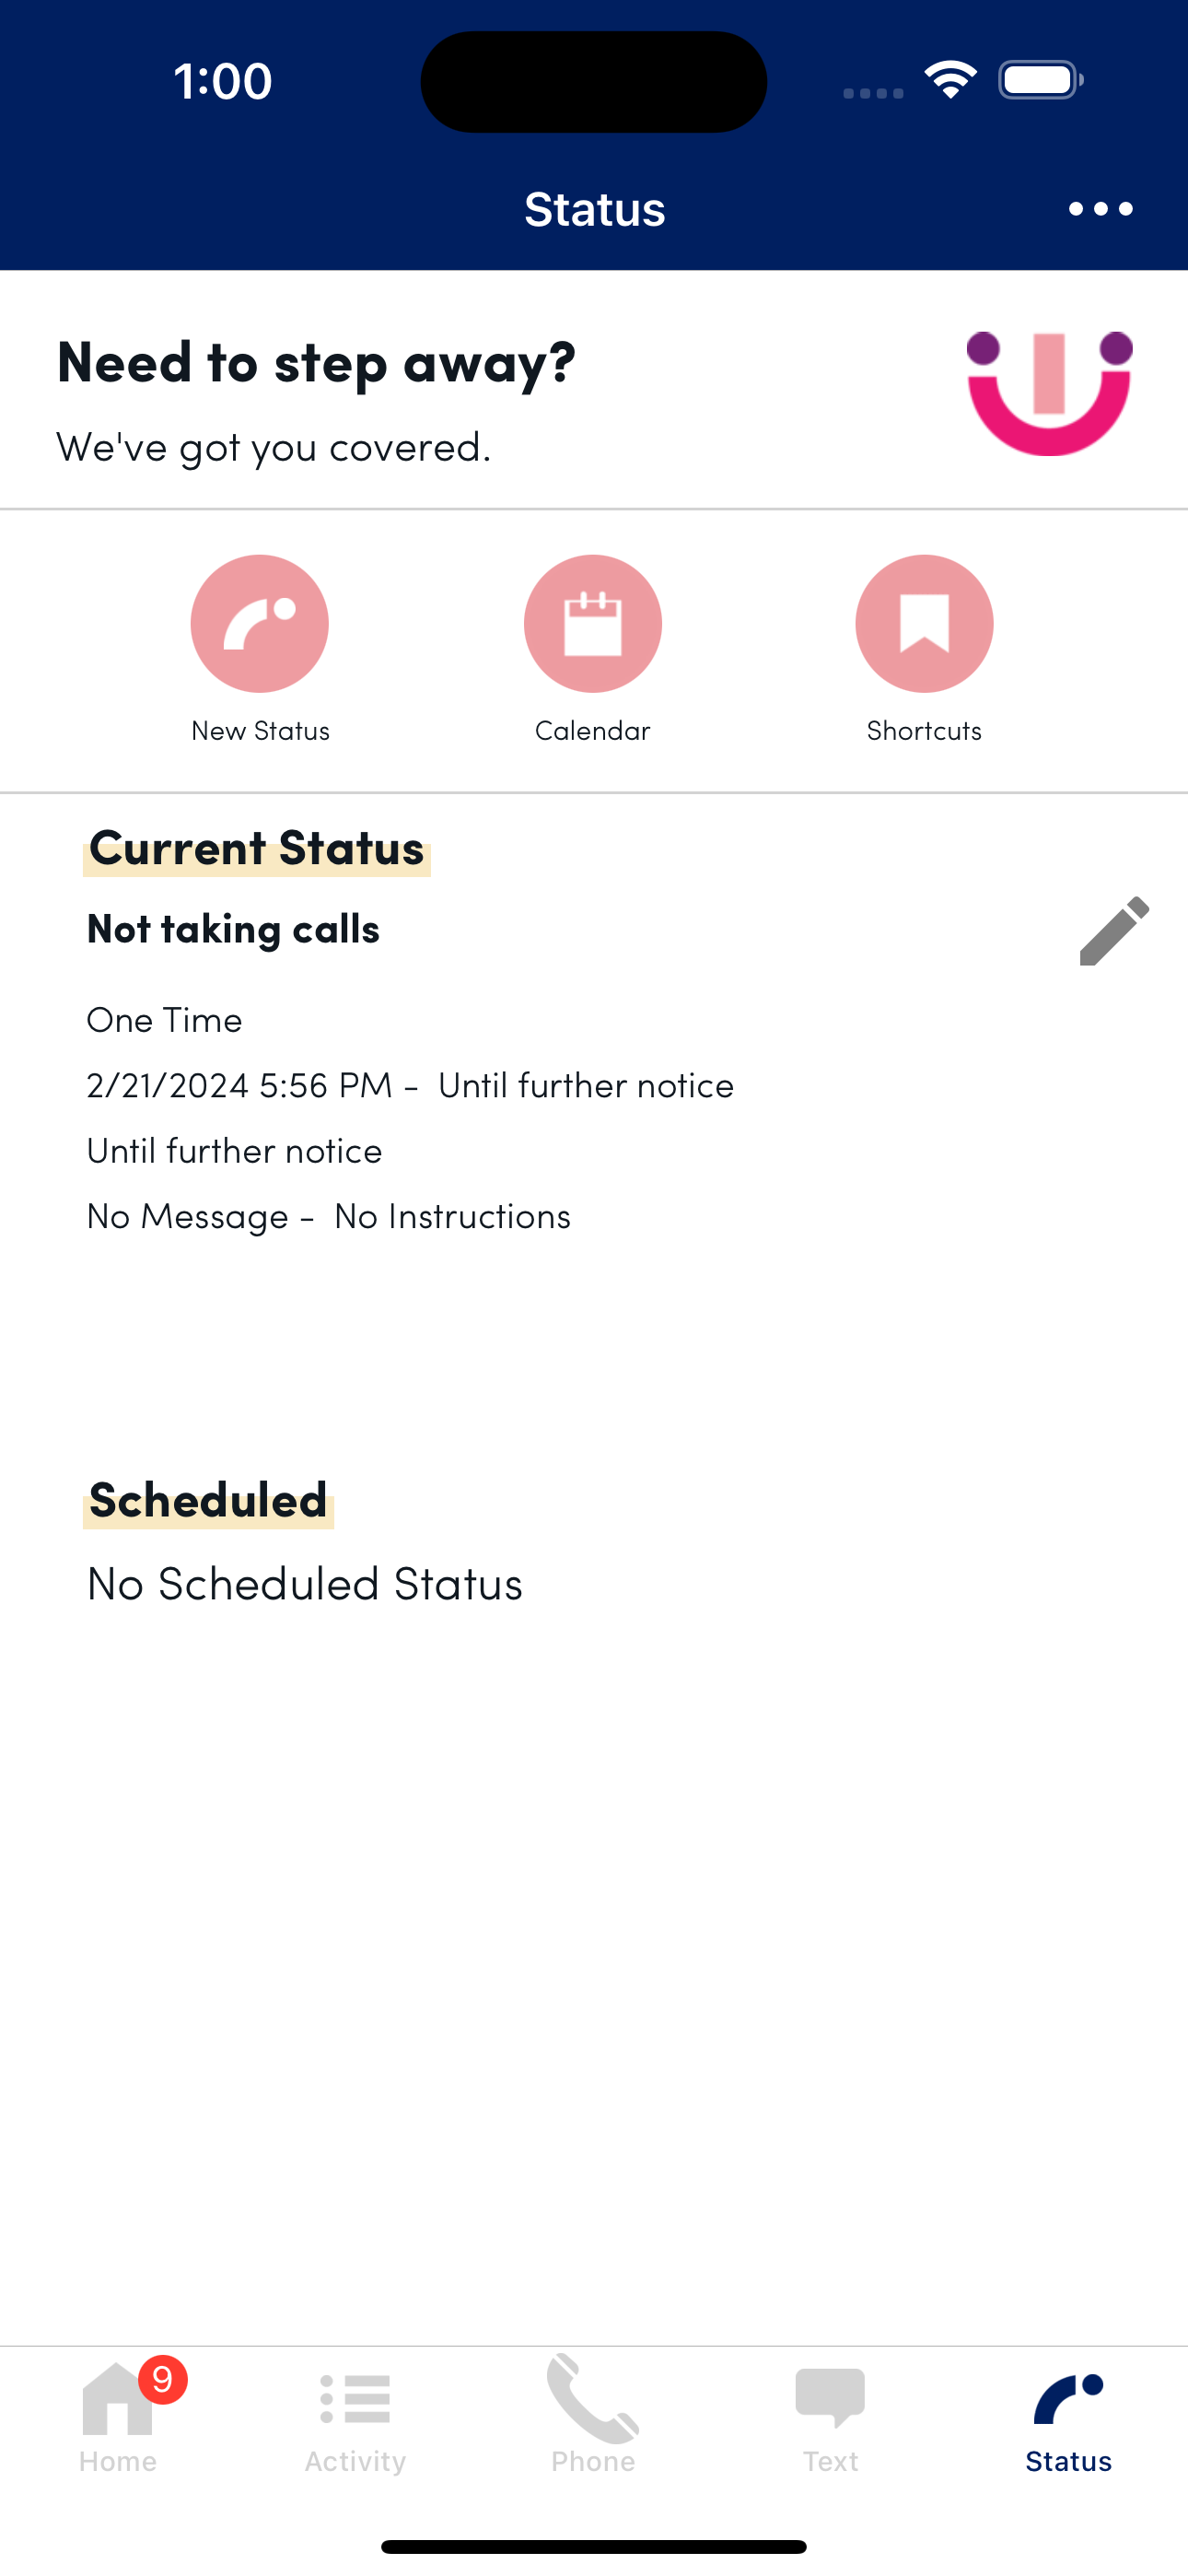 1:00
Status
Need to step away?
We've got you covered.
New Status
Calendar
Shortcuts
Current Status
Not taking calls
One Time
2/21/2024 5:56 PM - Until further notice
Until further notice
No Message - No Instructions
Scheduled
No Scheduled Status
9
Home
Activity
Phone
Text
Status